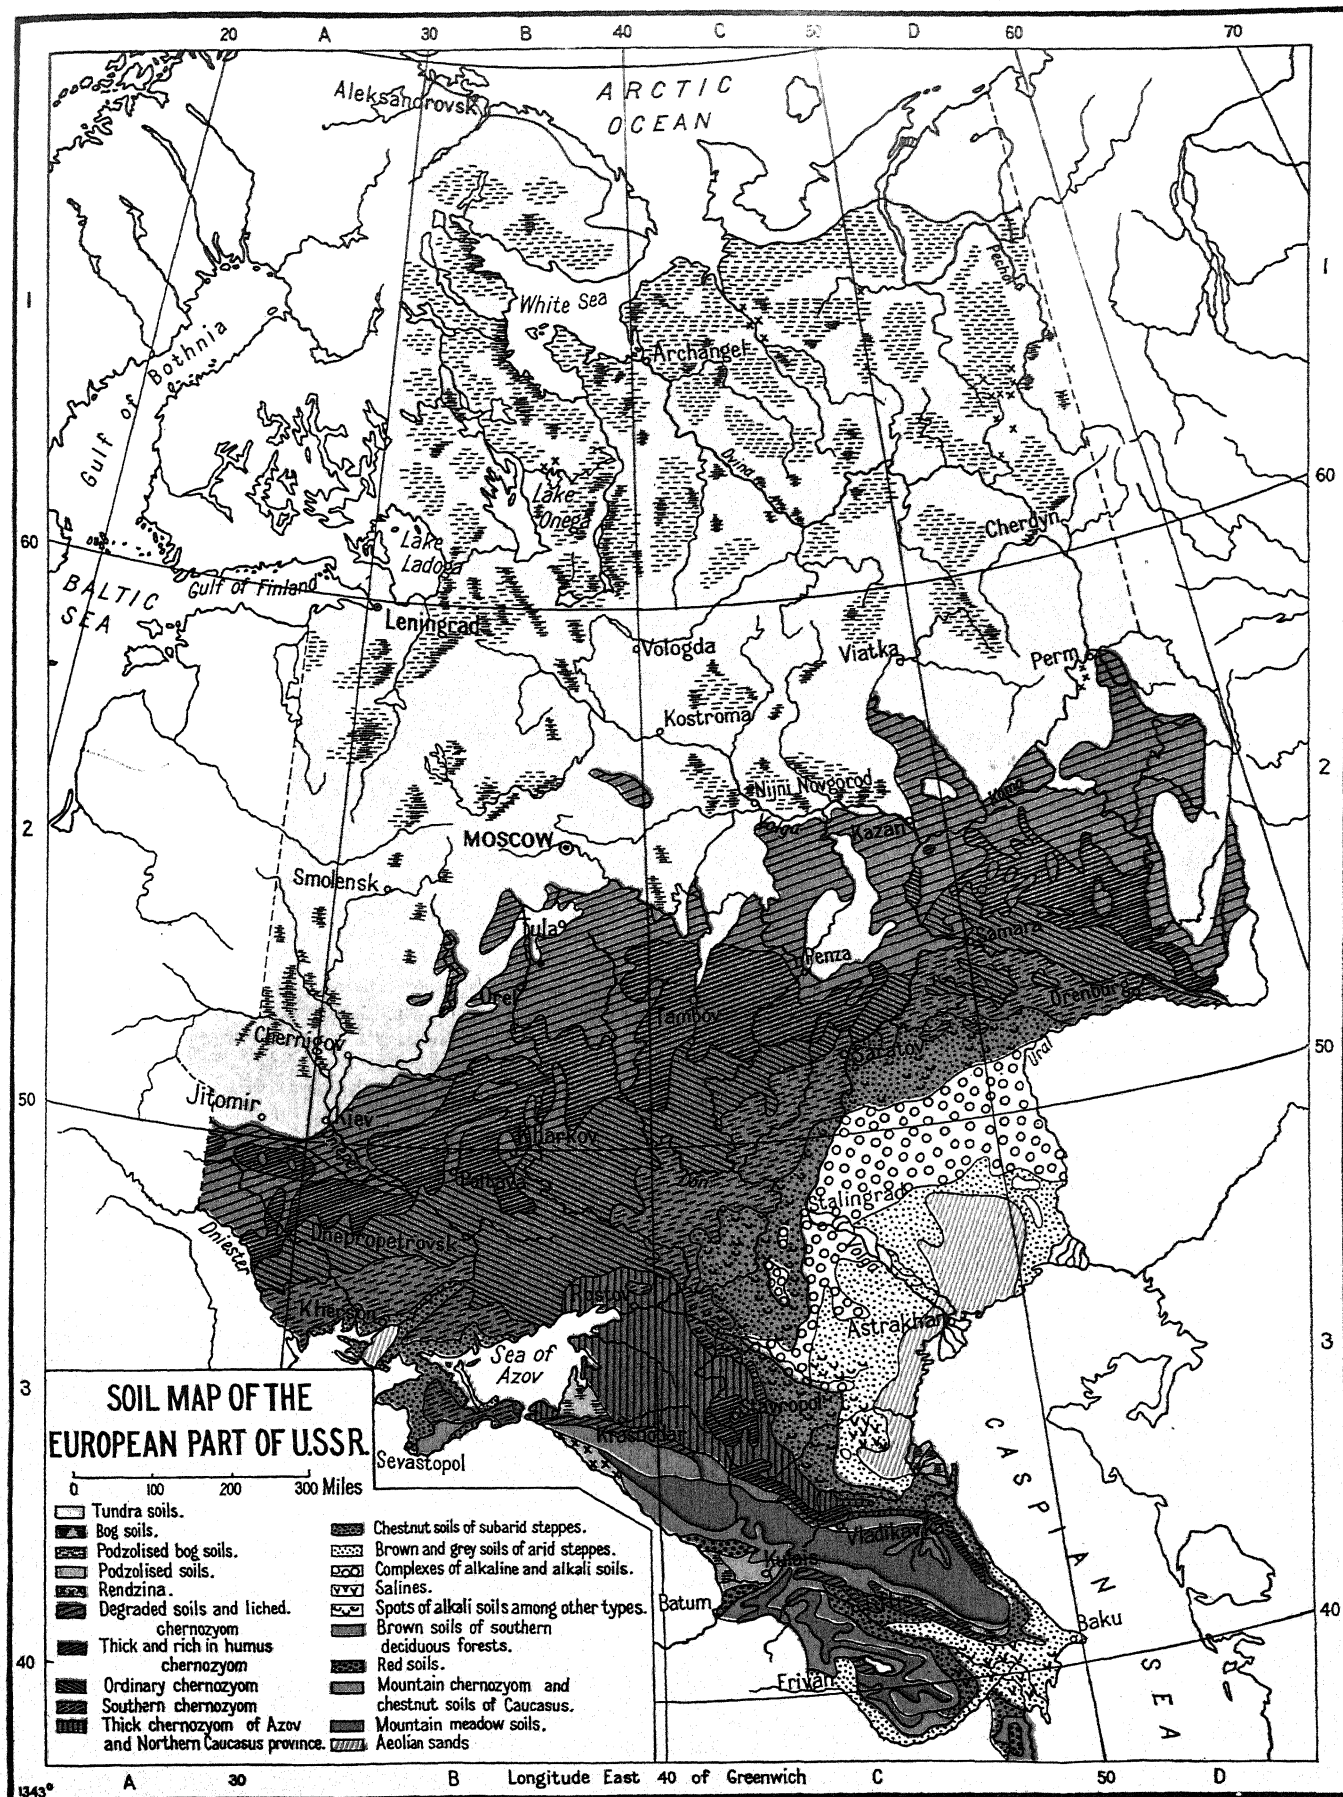 20 A 30 B 40 C 50 D 60 70
Aleksandrovsk
ARCTIC
OCEAN
Pechora
1 1
White Sea
Archangel
Gulf of Bothnia
Dvina
60
Lake
Onega
Cherdyn
60
Lake
Ladoga
BALTIC
SEA
Gulf of Finland
Leningrad
Vologda
Viatka
Perm
Kostroma
2
Nijni Novgorod
Kama
2
Volga
Kazan
MOSCOW
Smolensk
Tula
Samara
Penza
Orel
Orenburg
Tambov
Chernigov
Saratov
Ural
50
50
Jitomir
Kiev
Kharkov
Poltava
Don
Stalingrad
Dniester
Dnepropetrovsk
Volga
Rostov
Kherson
Astrakhan
3
Sea of
Azov
3
SOIL MAP OF THE
EUROPEAN PART OF U.S.S.R.
Stavropol
Krasnodar
Sevastopol
0 100 200 300 Miles
CASPIAN SEA
Vladikavk
Kutais
Tiflis
Batum
Baku
40
Erivan
40
Tundra soils.
Bog soils.
Podzolised bog soils.
Podzolised soils.
Rendzina.
Degraded soils and liched.
chernozyom
Thick and rich in humus
chernozyom
Ordinary chernozyom
Southern chernozyom
Thick chernozyom of Azov
and Northern Caucasus province.
Chestnut soils of subarid steppes.
Brown and grey soils of arid steppes.
Complexes of alkaline and alkali soils.
Salines.
Spots of alkali soils among other types.
Brown soils of southern
deciduous forests.
Red soils.
Mountain chernozyom and
chestnut soils of Caucasus.
Mountain meadow soils.
Aeolian sands
1343° A 30 B Longitude East 40 of Greenwich C 50 D